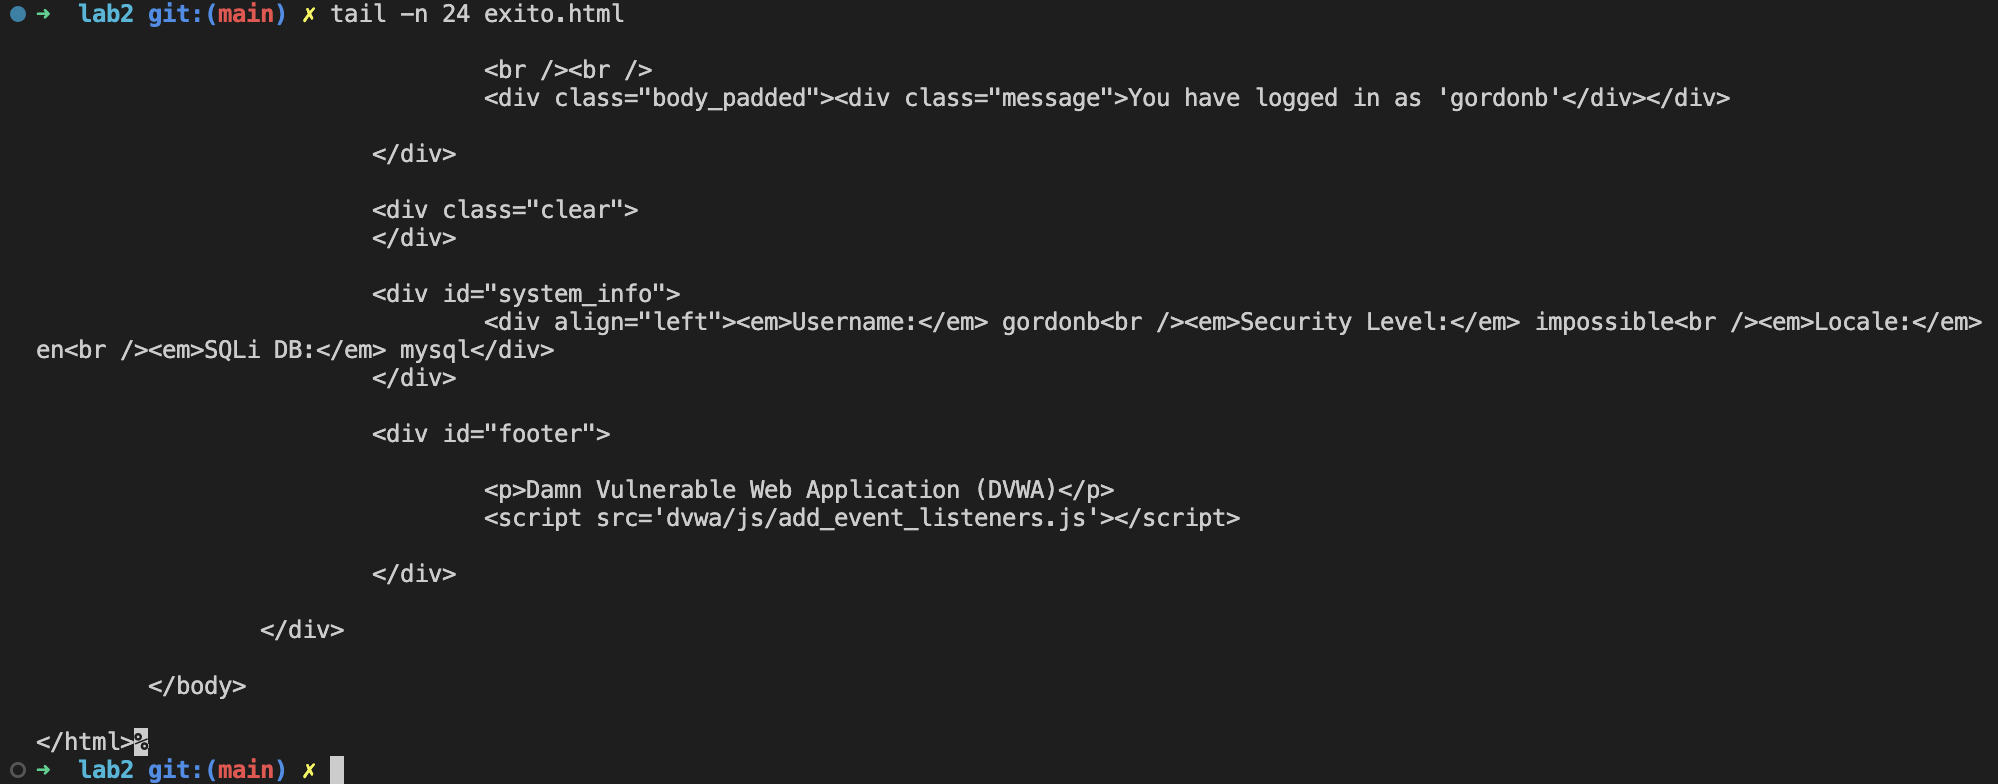 ➜  lab2 git:(main) ✗ tail -n 24 exito.html
<br /><br />
<div class="body_padded"><div class="message">You have logged in as 'gordonb'</div></div>
</div>
<div class="clear">
</div>
<div id="system_info">
<div align="left"><em>Username:</em> gordonb<br /><em>Security Level:</em> impossible<br /><em>Locale:</em>
en<br /><em>SQLi DB:</em> mysql</div>
</div>
<div id="footer">
<p>Damn Vulnerable Web Application (DVWA)</p>
<script src='dvwa/js/add_event_listeners.js'></script>
</div>
</div>
</body>
</html>%
➜  lab2 git:(main) ✗